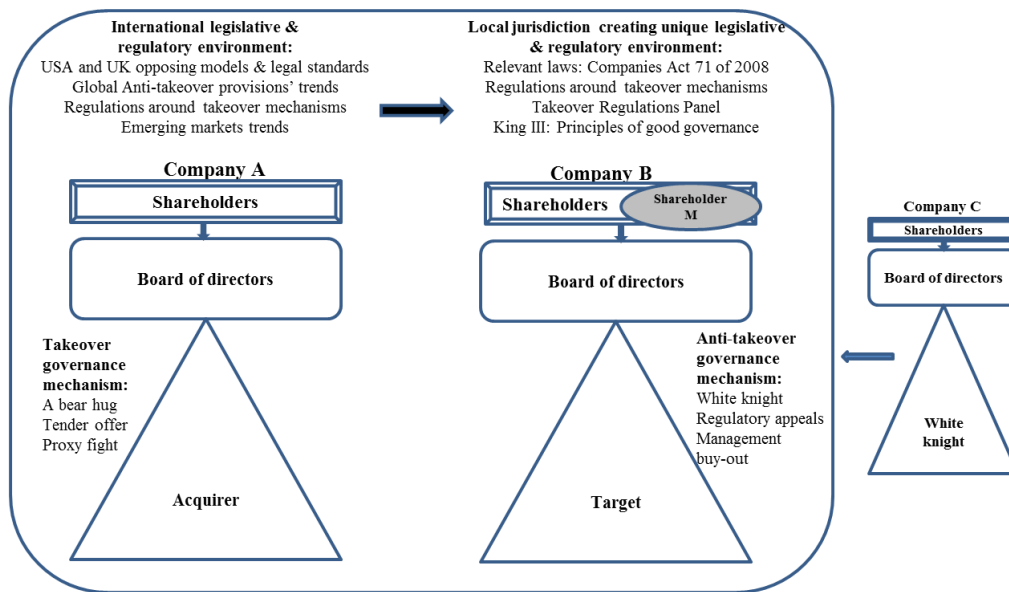 International legislative &
regulatory environment:
USA and UK opposing models & legal standards
Global Anti-takeover provisions’ trends
Regulations around takeover mechanisms
Emerging markets trends
Local jurisdiction creating unique legislative
& regulatory environment:
Relevant laws: Companies Act 71 of 2008
Regulations around takeover mechanisms
Takeover Regulations Panel
King III: Principles of good governance
Company A
Shareholders
Board of directors
Takeover
governance
mechanism:
A bear hug
Tender offer
Proxy fight
Acquirer
Company B
Shareholders
Shareholder
M
Board of directors
Anti-takeover
governance
mechanism:
White knight
Regulatory appeals
Management
buy-out
Target
Company C
Shareholders
Board of directors
White
knight